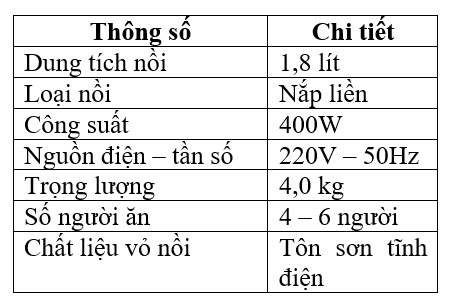 Thông số Chi tiết
Dung tích nồi 1,8 lít
Loại nồi Nắp liền
Công suất 400W
Nguồn điện – tần số 220V – 50Hz
Trọng lượng 4,0 kg
Số người ăn 4 – 6 người
Chất liệu vỏ nồi Tôn sơn tĩnh
điện